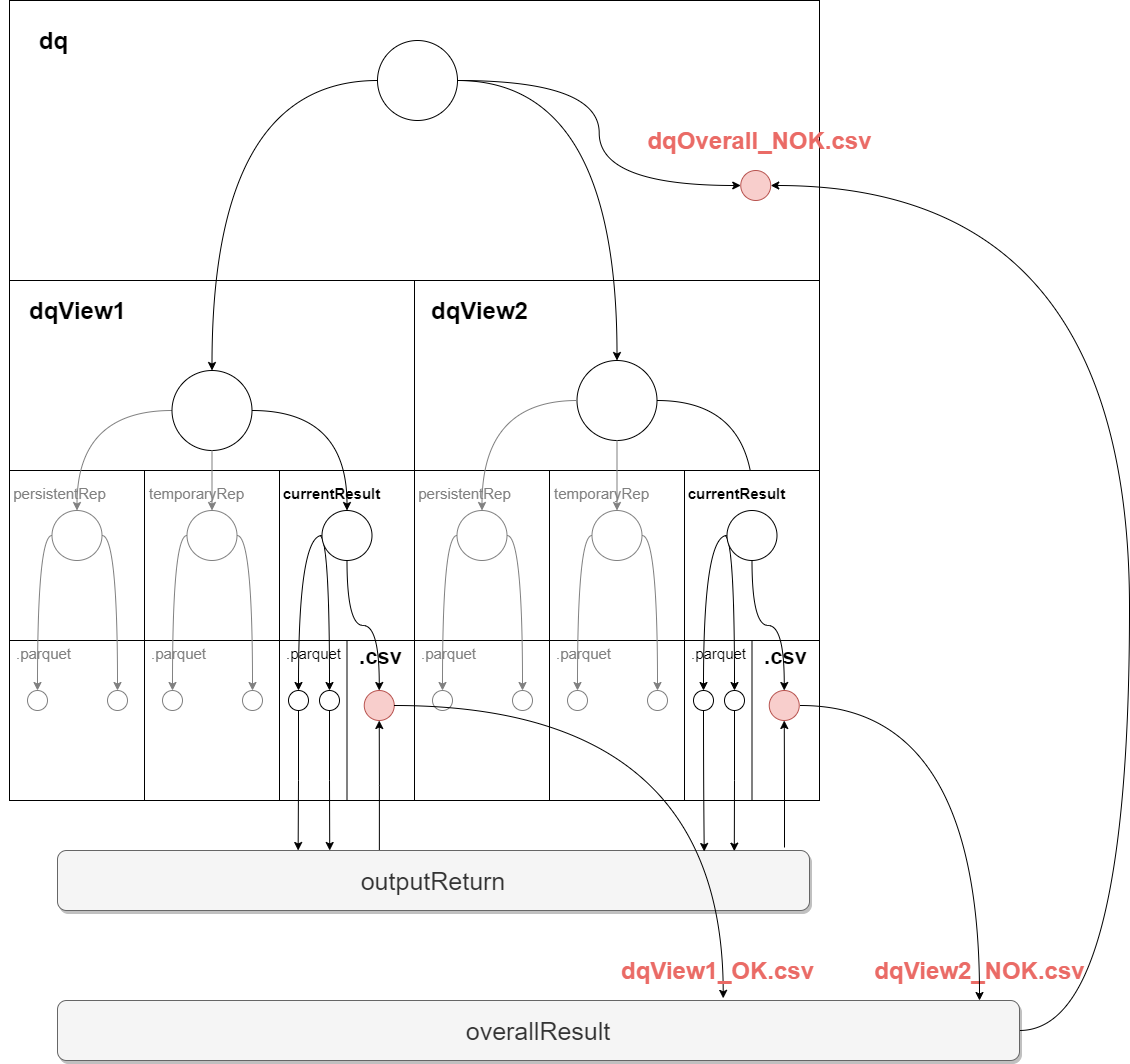 dq
dqOverall_NOK.csv
dqView1
dqView2
persistentRep
temporaryRep
currentResult
persistentRep
temporaryRep
currentResult
.parquet
.parquet
.parquet
.csv
.parquet
.parquet
.parquet
.csv
outputReturn
dqView1_OK.csv
dqView2_NOK.csv
overallResult